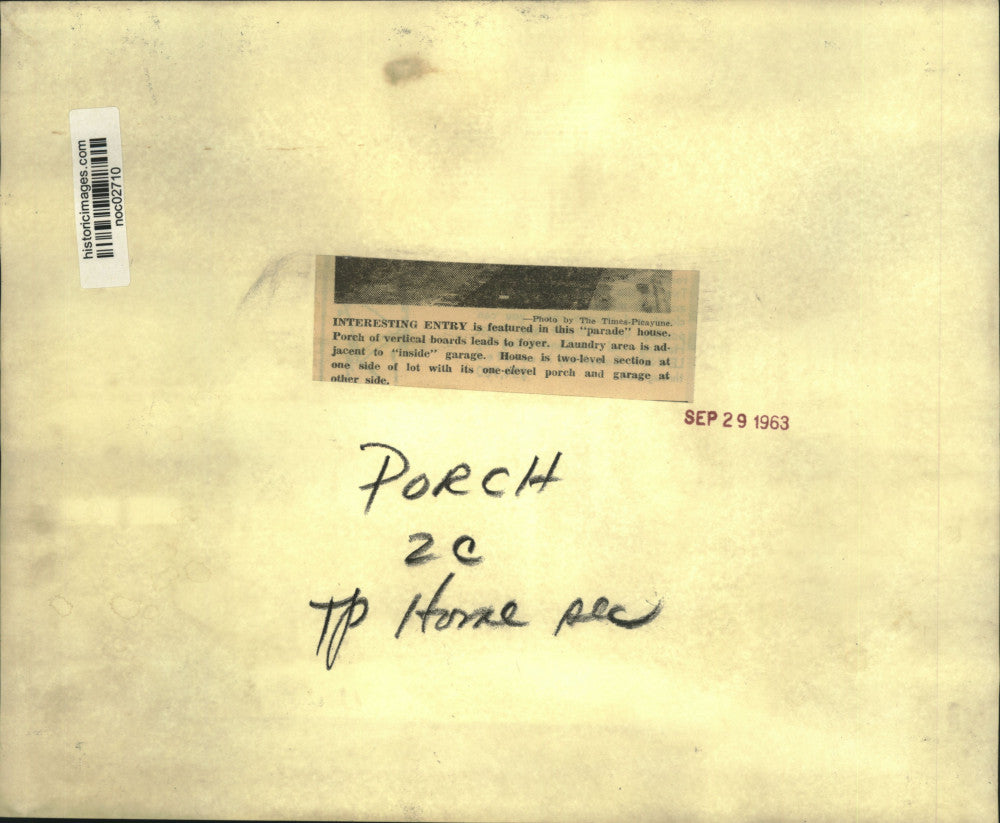 historicimages.com
noc02710
—Photo by The Times-Picayune.
INTERESTING ENTRY is featured in this "parade" house.
Porch of vertical boards leads to foyer. Laundry area is ad-
jacent to "inside" garage. House is two-level section at
one side of lot with its one-elevel porch and garage at
other side.
SEP 29 1963
PORCH
2C
TP Home sec